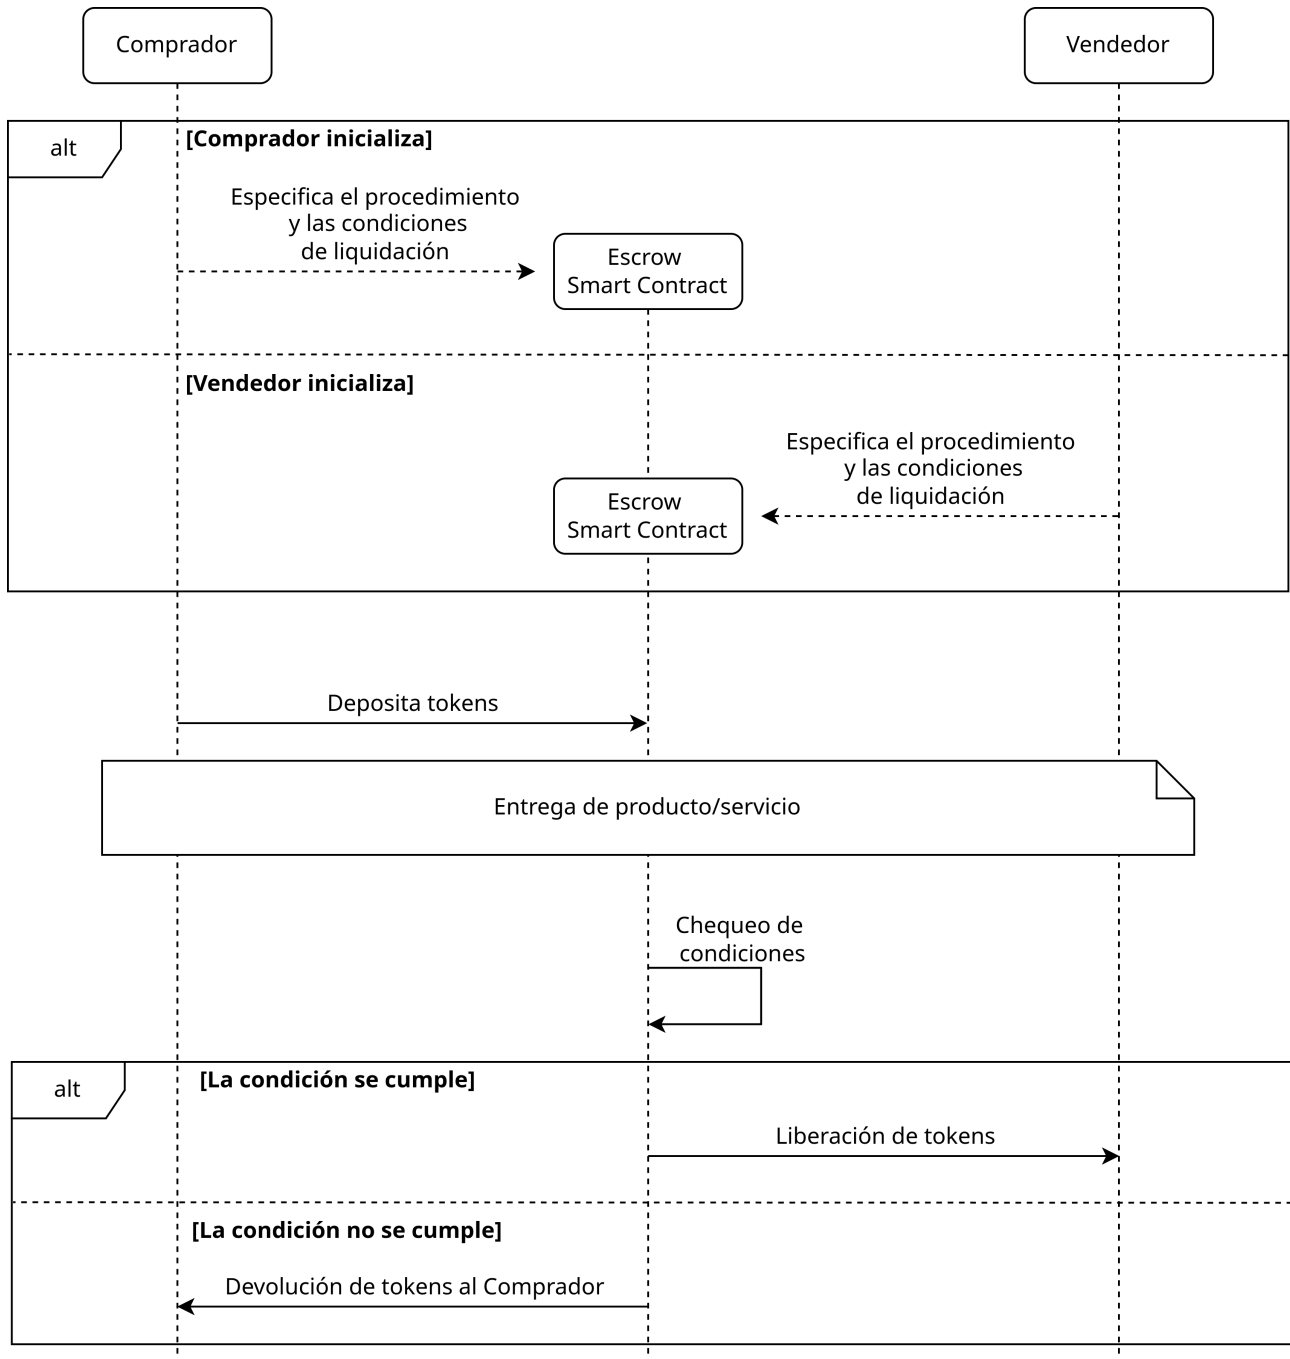 Comprador
Vendedor
alt
[Comprador inicializa]
Especifica el procedimiento
y las condiciones
de liquidación
Escrow
Smart Contract
[Vendedor inicializa]
Especifica el procedimiento
y las condiciones
de liquidación
Escrow
Smart Contract
Deposita tokens
Entrega de producto/servicio
Chequeo de
condiciones
alt
[La condición se cumple]
Liberación de tokens
[La condición no se cumple]
Devolución de tokens al Comprador